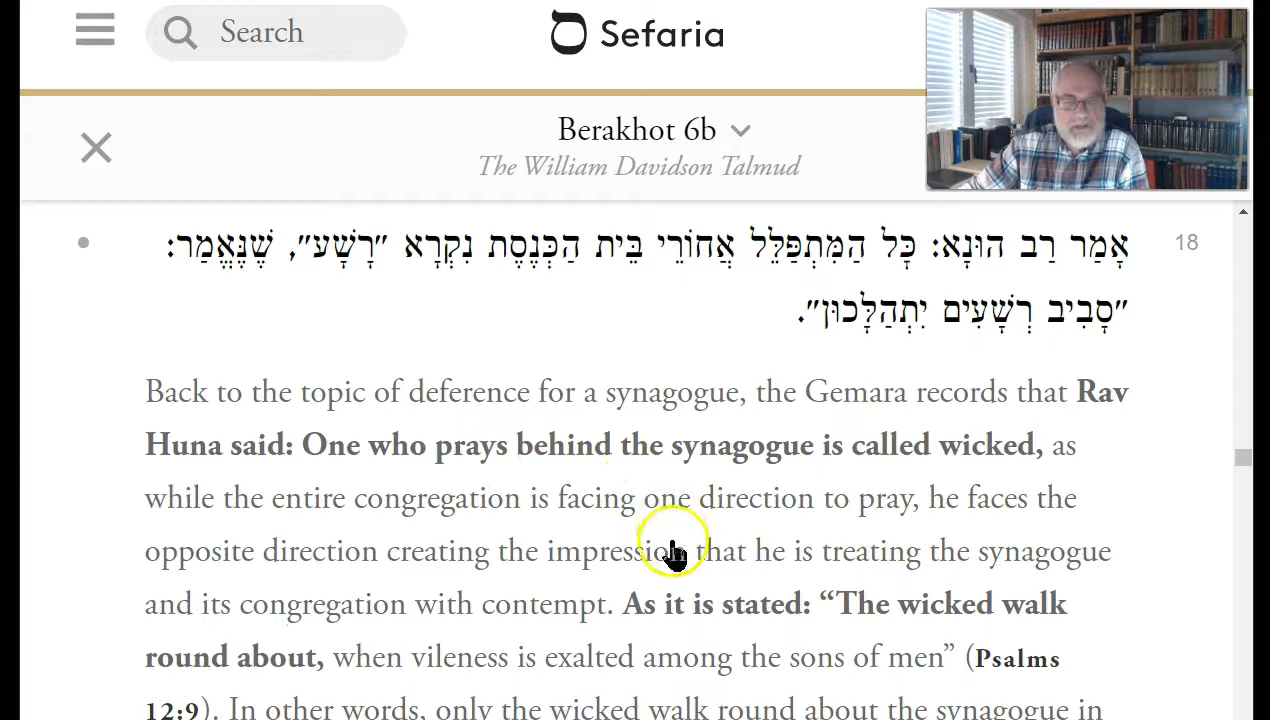 Search
Sefaria
Berakhot 6b
The William Davidson Talmud
18
אָמַר רַב הוּנָא: כׇּל הַמִּתְפַּלֵּל אֲחוֹרֵי בֵּית הַכְּנֶסֶת נִקְרָא ״רָשָׁע״, שֶׁנֶּאֱמַר:
״סָבִיב רְשָׁעִים יִתְהַלָּכוּן״.
Back to the topic of deference for a synagogue, the Gemara records that Rav
Huna said: One who prays behind the synagogue is called wicked, as
while the entire congregation is facing one direction to pray, he faces the
opposite direction creating the impression that he is treating the synagogue
and its congregation with contempt. As it is stated: “The wicked walk
round about, when vileness is exalted among the sons of men” (Psalms
12:9). In other words, only the wicked walk round about the synagogue in